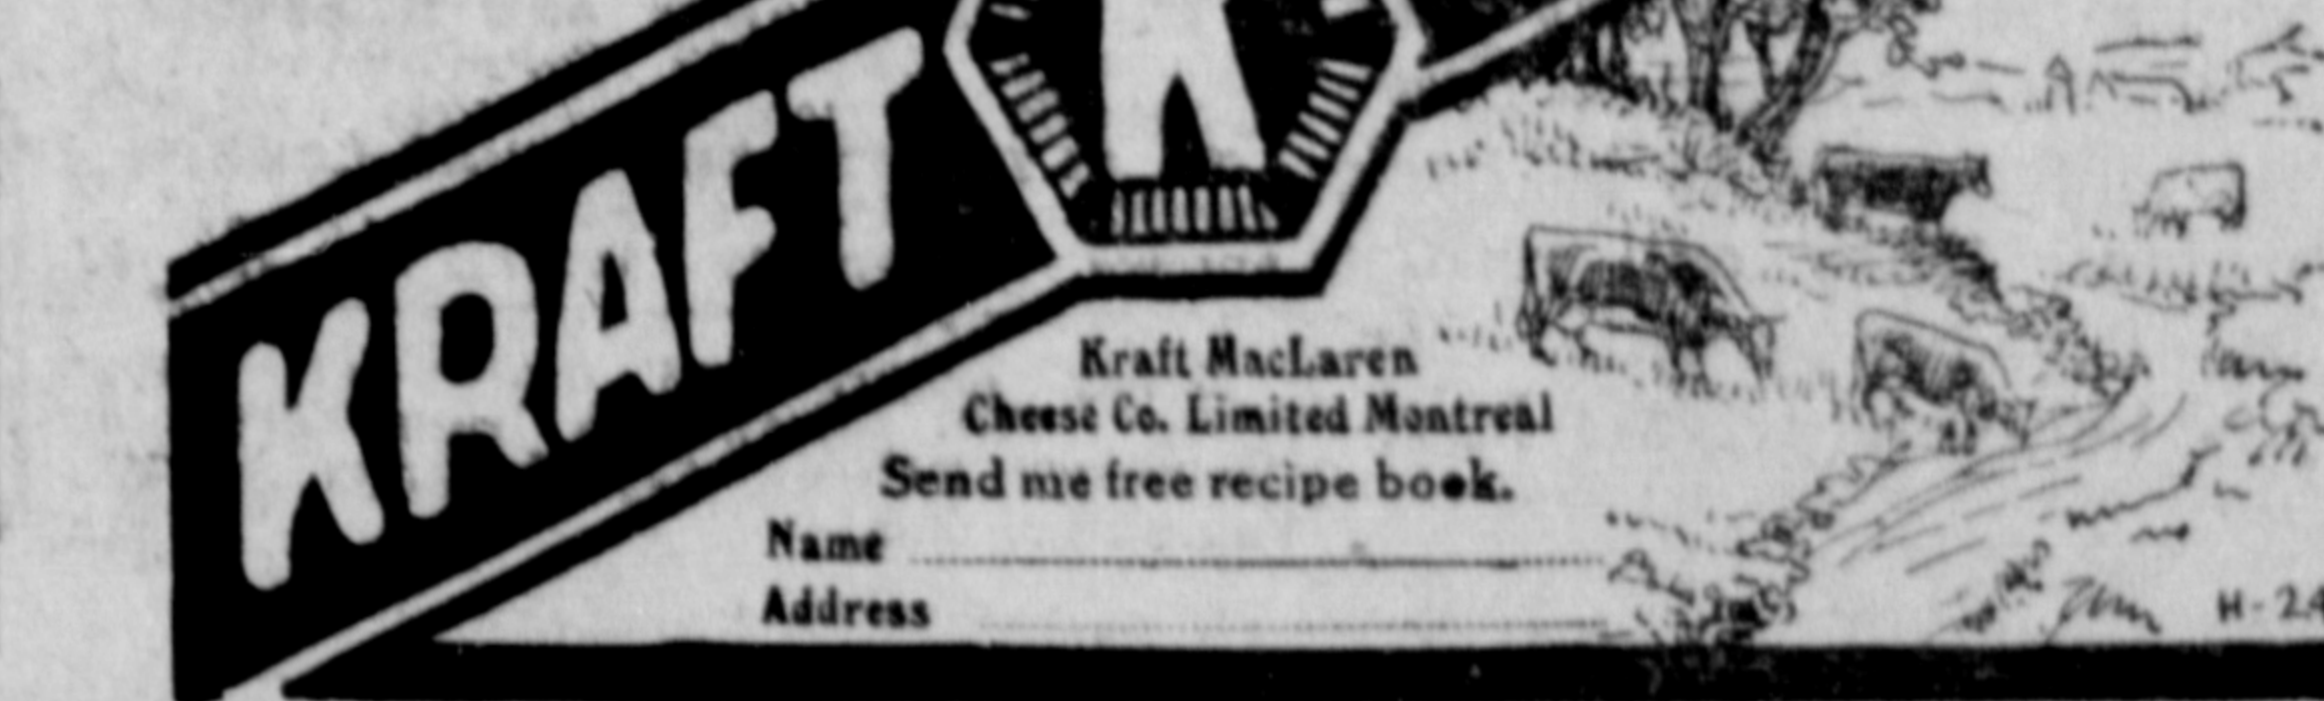 KRAFT
K
Kraft MacLaren
Cheese Co. Limited Montreal
Send me free recipe book.
Name
Address